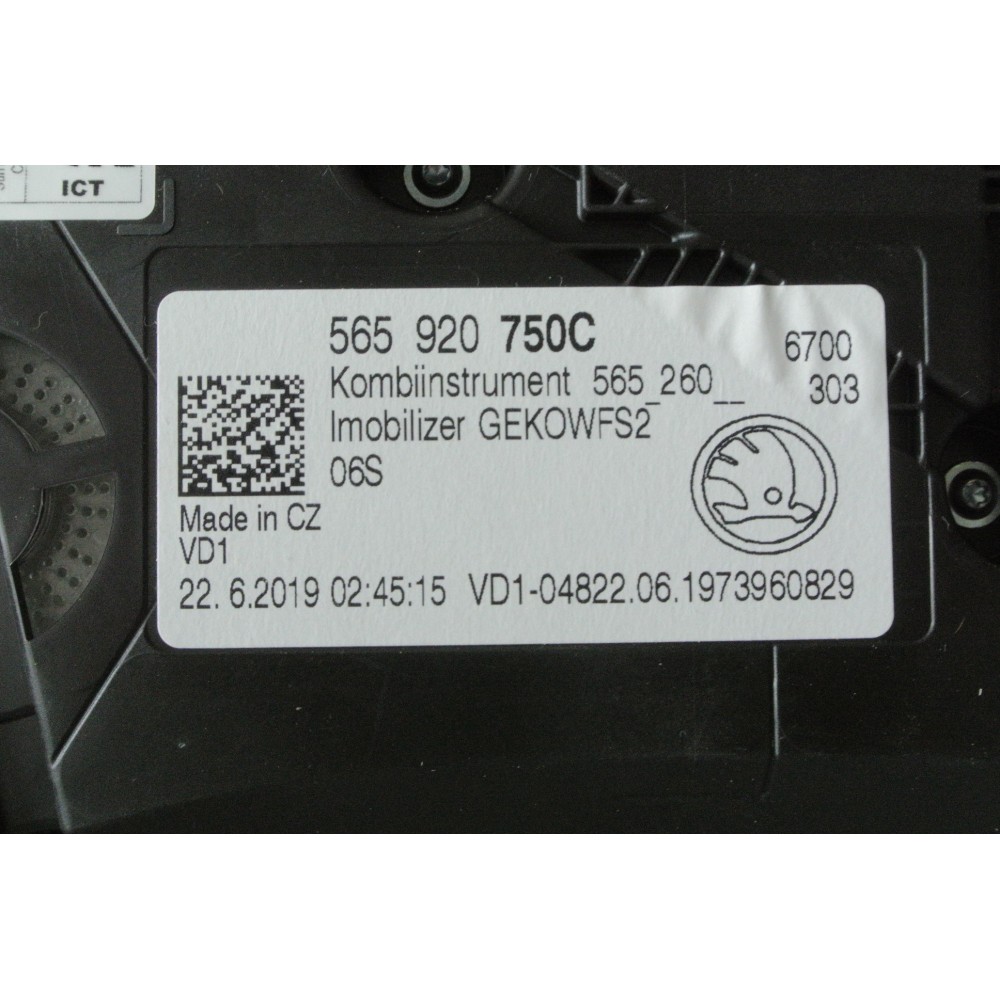 ICT
565 920 750C
6700
Kombiinstrument 565_260__
303
Imobilizer GEKOWFS2
06S
Made in CZ
VD1
22. 6.2019 02:45:15 VD1-04822.06.1973960829